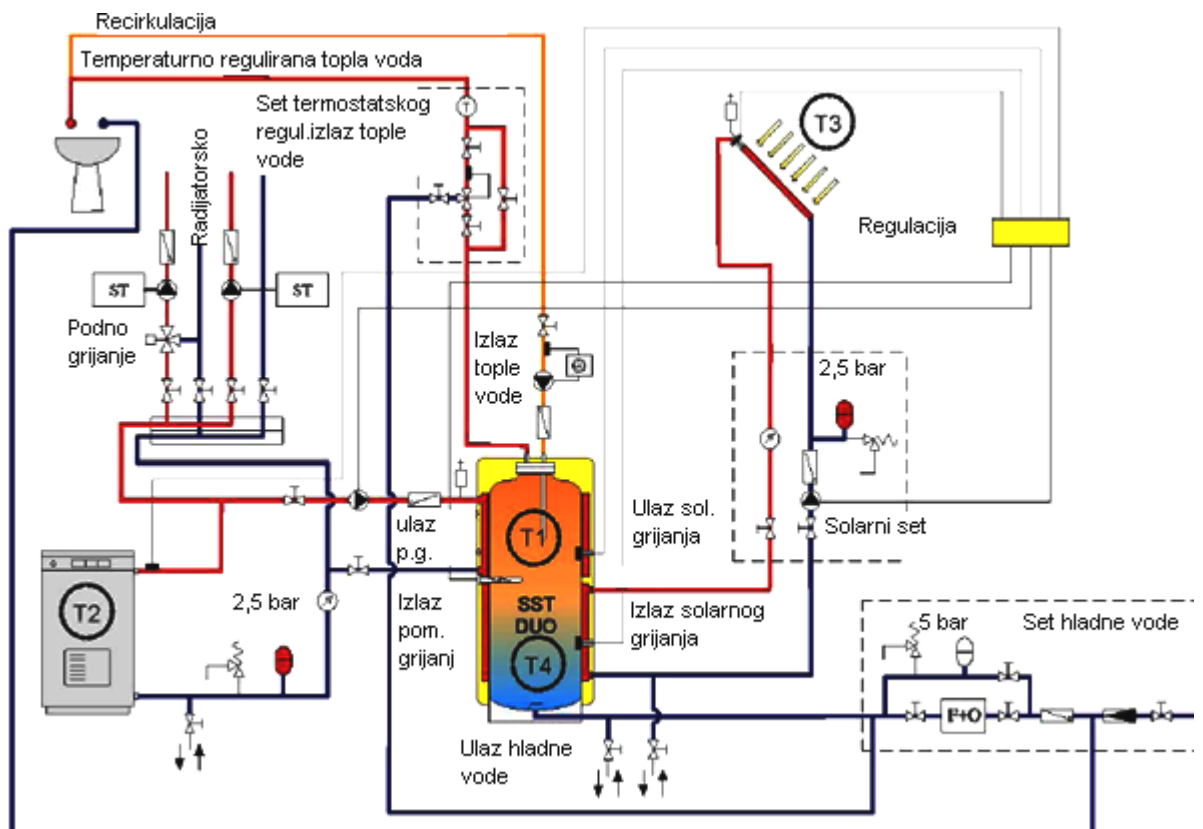 Recirkulacija
Temperaturno regulirana topla voda
Set termostatskog
regul.izlaz tople
vode
T
T3
Radijatorsko
Regulacija
ST
ST
Podno
grijanje
Izlaz
tople
vode
2,5 bar
ulaz
p.g.
T1
Ulaz sol.
grijanja
Solarni set
T2
2,5 bar
Izlaz
pom.
grijanj
SST
DUO
T4
Izlaz solarnog
grijanja
5 bar
Set hladne vode
F+O
Ulaz hladne
vode